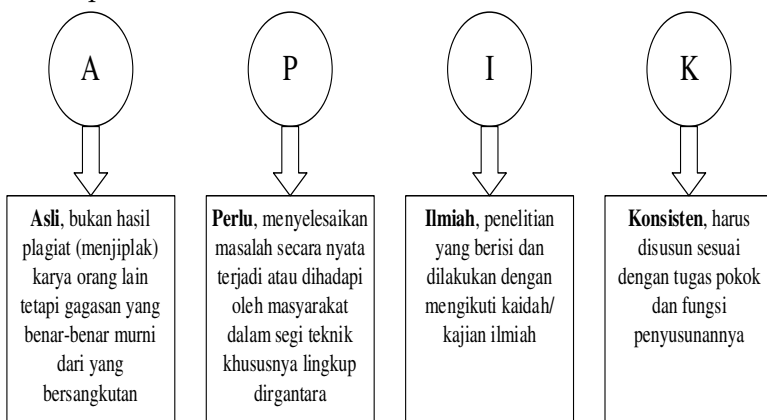 A
P
I
K
Asli, bukan hasil
plagiat (menjiplak)
karya orang lain
tetapi gagasan yang
benar-benar murni
dari yang
bersangkutan
Perlu, menyelesaikan
masalah secara nyata
terjadi atau dihadapi
oleh masyarakat
dalam segi teknik
khususnya lingkup
dirgantara
Ilmiah, penelitian
yang berisi dan
dilakukan dengan
mengikuti kaidah/
kajian ilmiah
Konsisten, harus
disusun sesuai
dengan tugas pokok
dan fungsi
penyusunannya